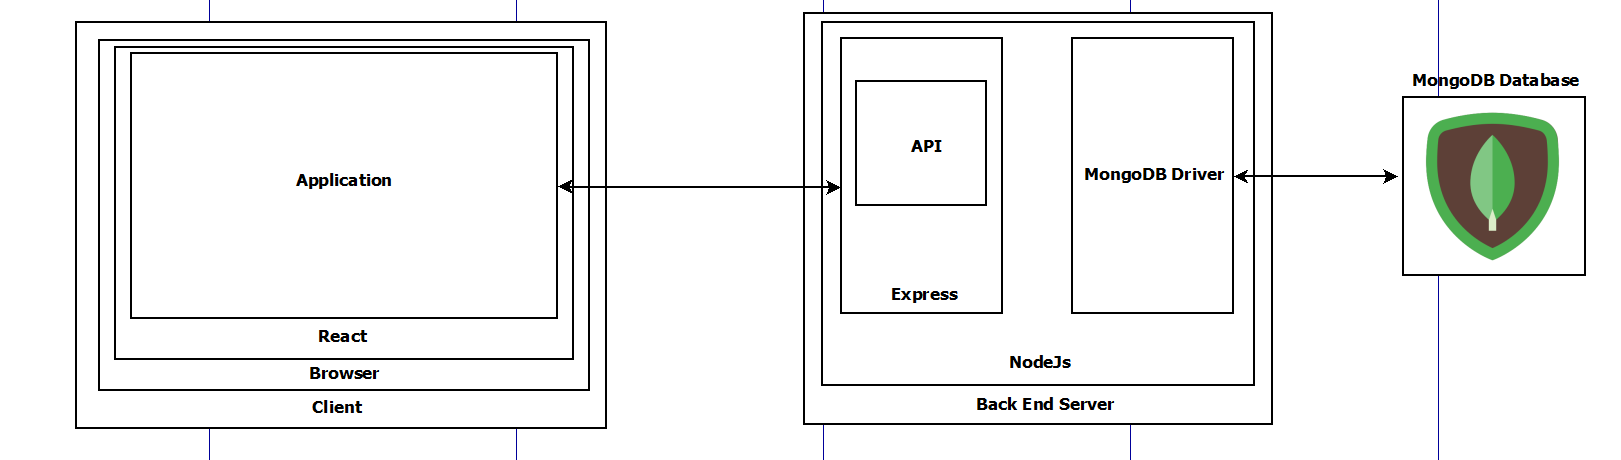 Application
React
Browser
Client
API
Express
MongoDB Driver
NodeJs
Back End Server
MongoDB Database